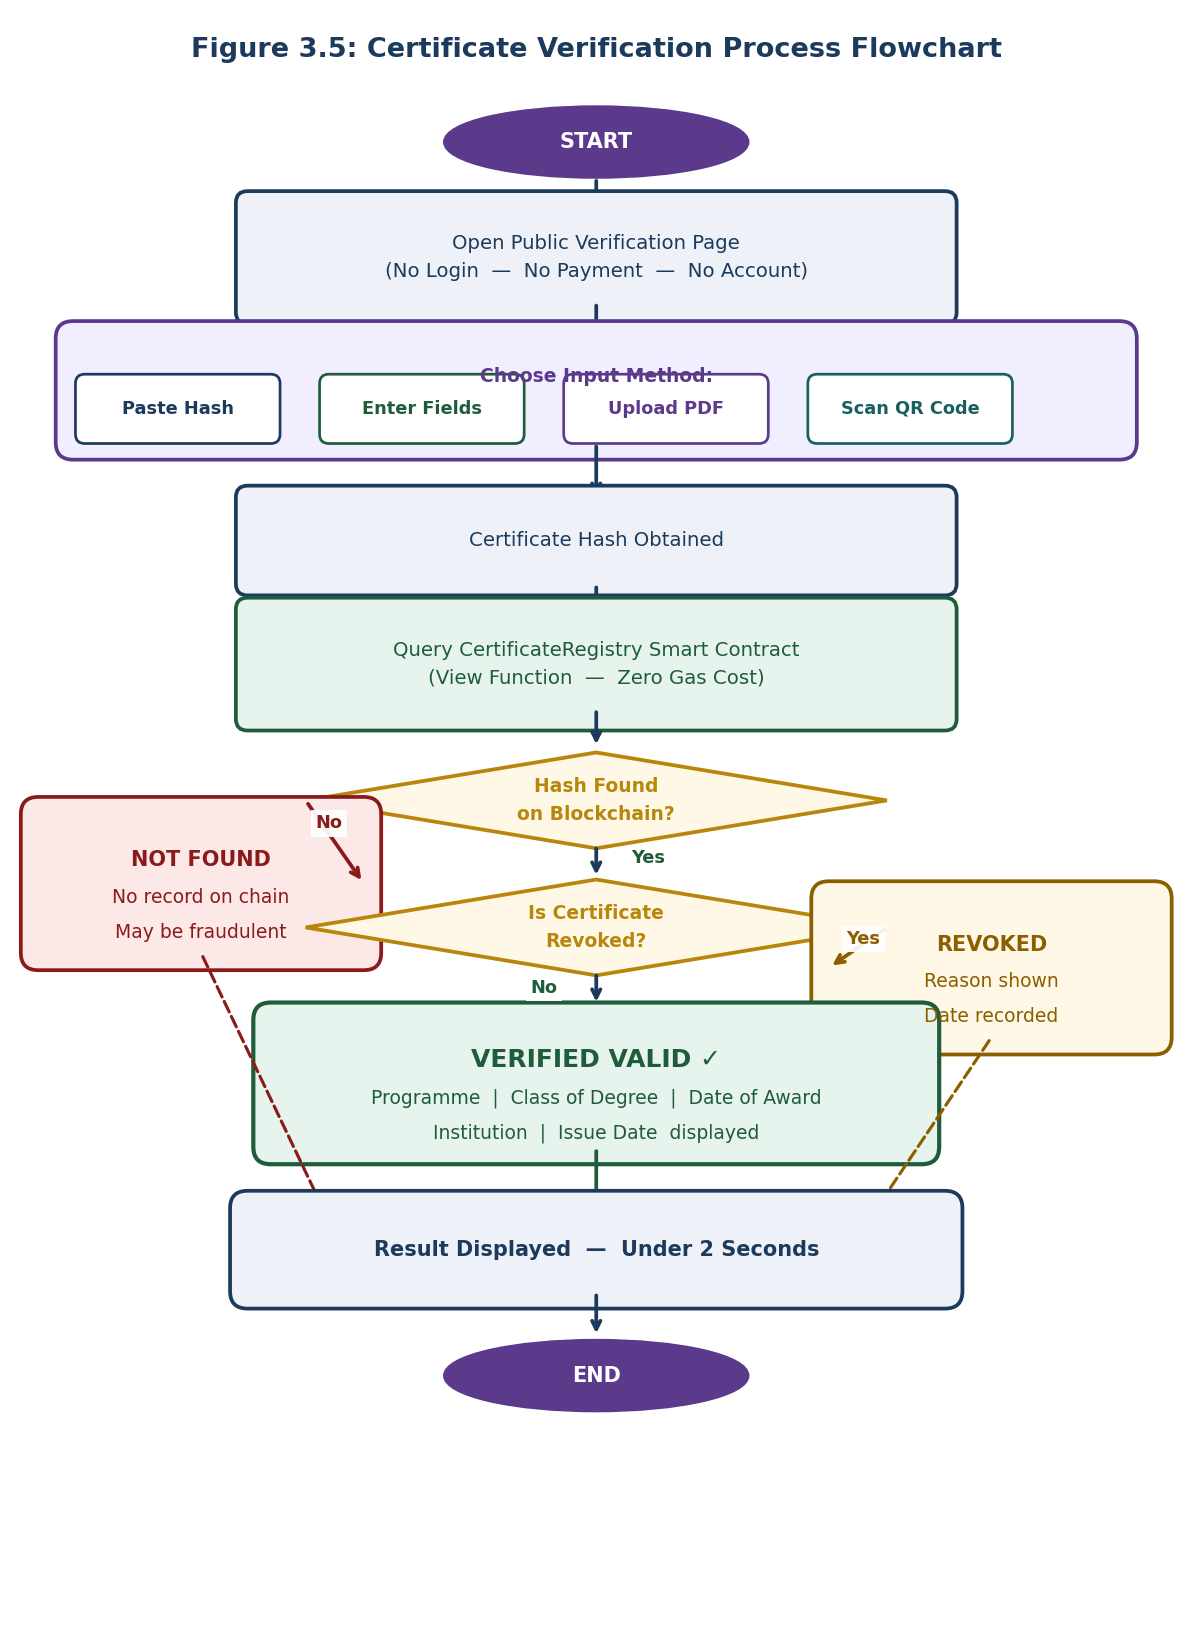 Figure 3.5: Certificate Verification Process Flowchart
START
Open Public Verification Page
(No Login — No Payment — No Account)
Choose Input Method:
Paste Hash
Enter Fields
Upload PDF
Scan QR Code
Certificate Hash Obtained
Query CertificateRegistry Smart Contract
(View Function — Zero Gas Cost)
Hash Found
on Blockchain?
No
Yes
NOT FOUND
No record on chain
May be fraudulent
Is Certificate
Revoked?
Yes
No
REVOKED
Reason shown
Date recorded
VERIFIED VALID ✓
Programme | Class of Degree | Date of Award
Institution | Issue Date displayed
Result Displayed — Under 2 Seconds
END